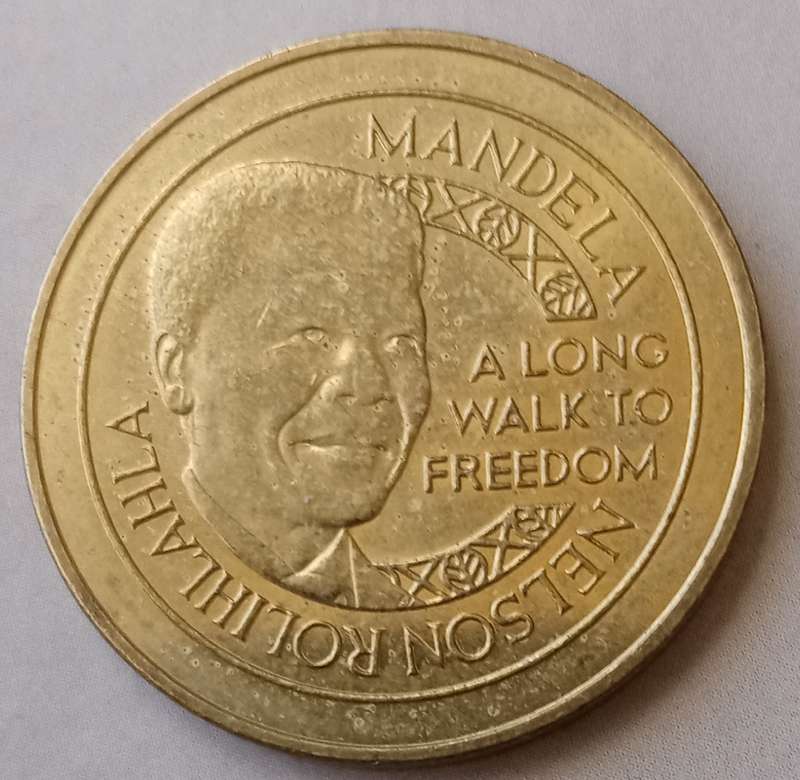 NELSON ROLIHLAHLA
MANDELA
A LONG
WALK TO
FREEDOM